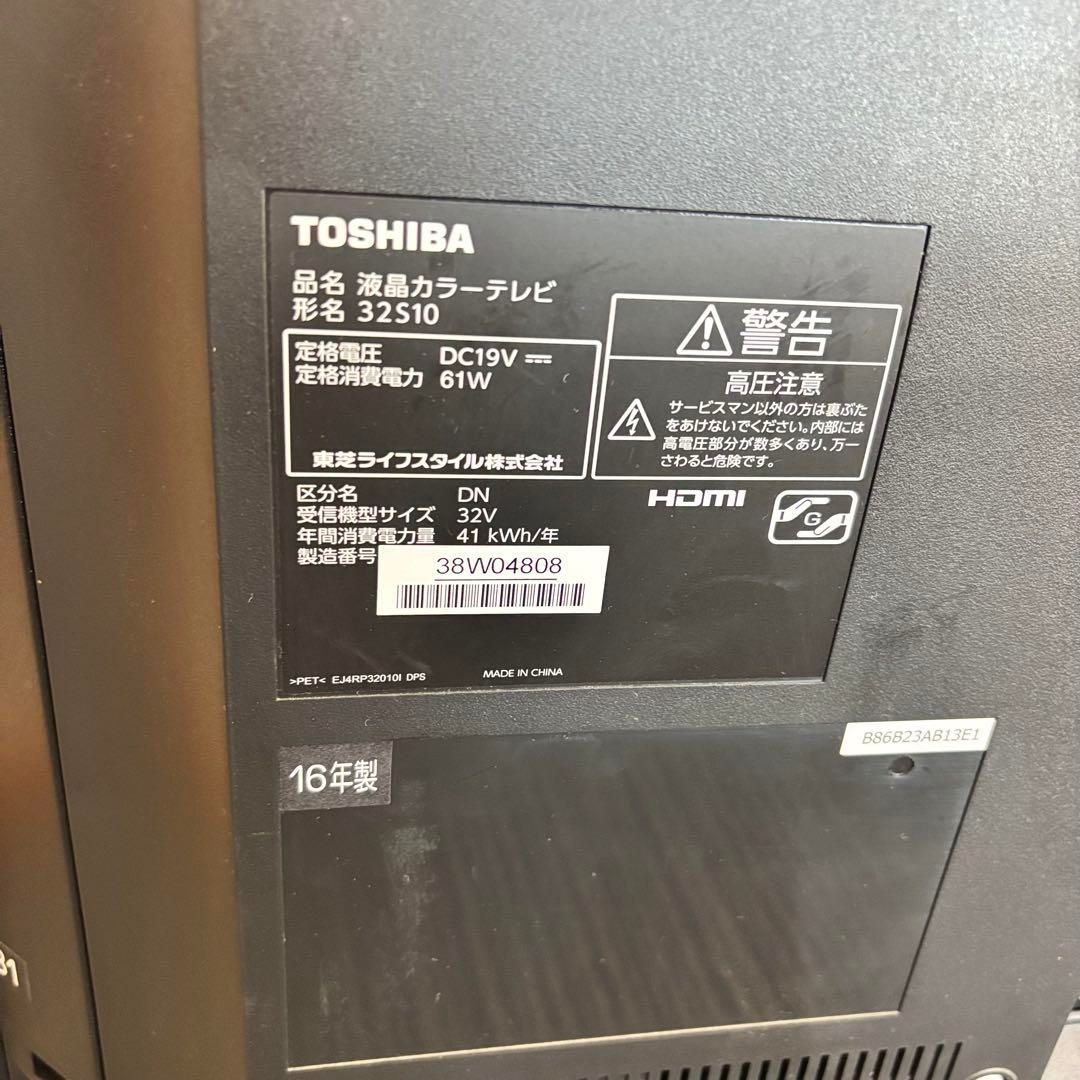 TOSHIBA
品名 液晶カラーテレビ
形名 32S10
定格電圧 DC19V ⎓
定格消費電力 61W
東芝ライフスタイル株式会社
警告
高圧注意
サービスマン以外の方は裏ぶた
をあけないでください。内部には
高電圧部分が数多くあり、万一
さわると危険です。
区分名 DN
受信機型サイズ 32V
年間消費電力量 41 kWh/年
製造番号
38W04808
HDMI
G
>PET< EJ4RP32010I DPS
MADE IN CHINA
B86B23AB13E1
16年製